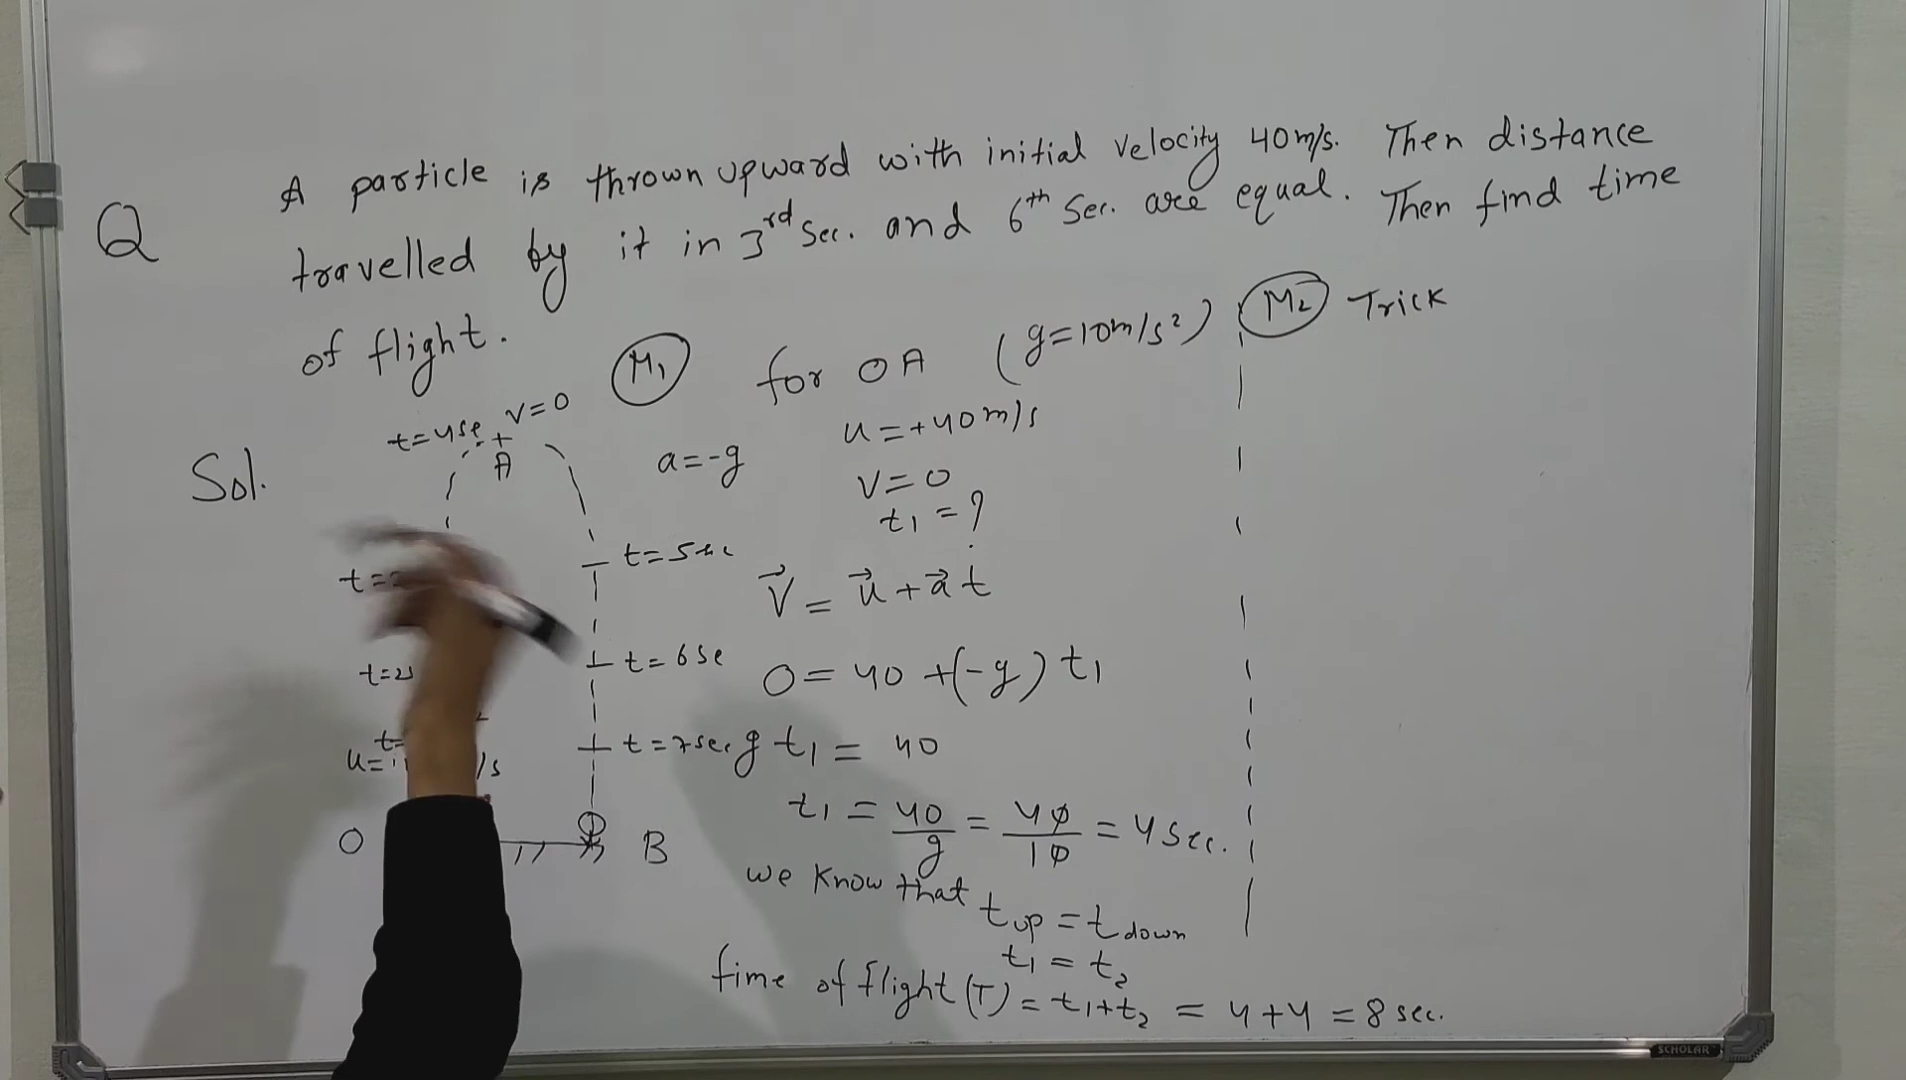 Q A particle is thrown upward with initial velocity 40m/s. Then distance
travelled by it in 3rd Sec. and 6th Sec. are equal. Then find time
of flight.
M1 for OA (g=10m/s²)
M2 Trick
Sol.
t=4se v=0
A
a=-g
u=+40m/s
v=0
t1=?
t=5sec
V⃗ = u⃗ + a⃗ t
t=2s
t=6se
0=40+(-g)t1
t=7sec
g t1 = 40
O
B
t1 = 40/g = 40/10 = 4Sec.
we know that
tup = tdown
t1 = t2
time of flight (T) = t1+t2 = 4+4 = 8 sec.
SCHOLAR